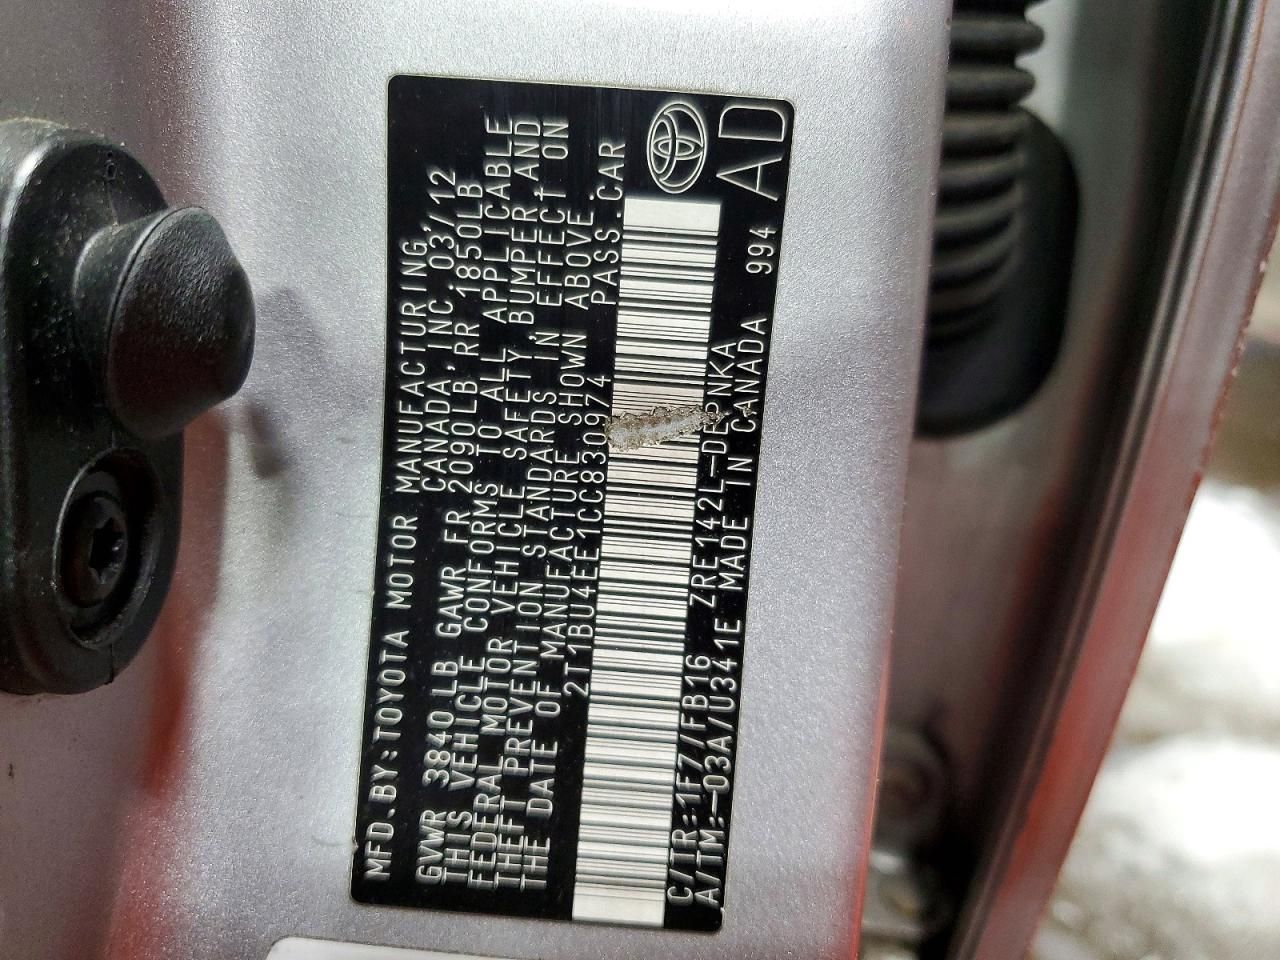 MFD.BY:TOYOTA MOTOR MANUFACTURING,
CANADA,INC. 03/12
GVWR 3840LB GAWR FR 2090LB,RR 1850LB
THIS VEHICLE CONFORMS TO ALL APPLICABLE
FEDERAL MOTOR VEHICLE SAFETY,BUMPER,AND
THEFT PREVENTION STANDARDS IN EFFECT ON
THE DATE OF MANUFACTURE SHOWN ABOVE.
2T1BU4EE1CC830974 PASS.CAR
C/TR:1F7/FB16 ZRE142L-DEPNKA
A/TM:-03A/U341E MADE IN CANADA 994
AD